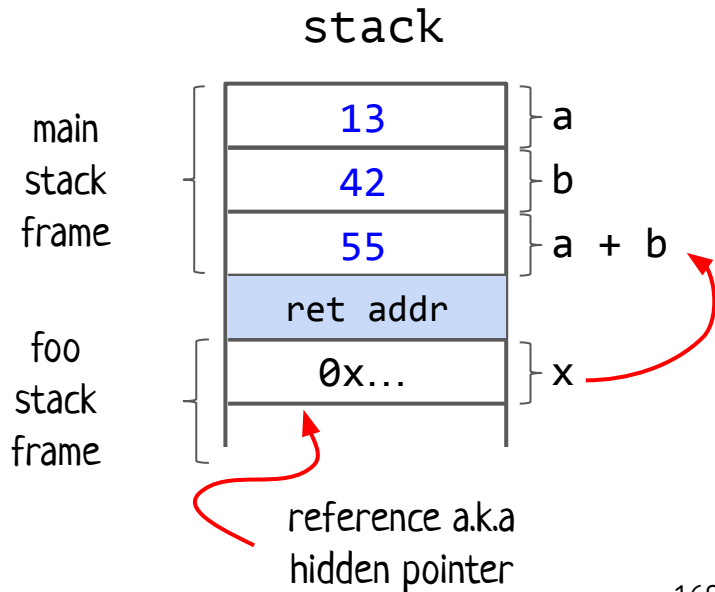 stack
main
stack
frame
13
a
42
b
55
a + b
ret addr
foo
stack
frame
0x...
x
reference a.k.a
hidden pointer